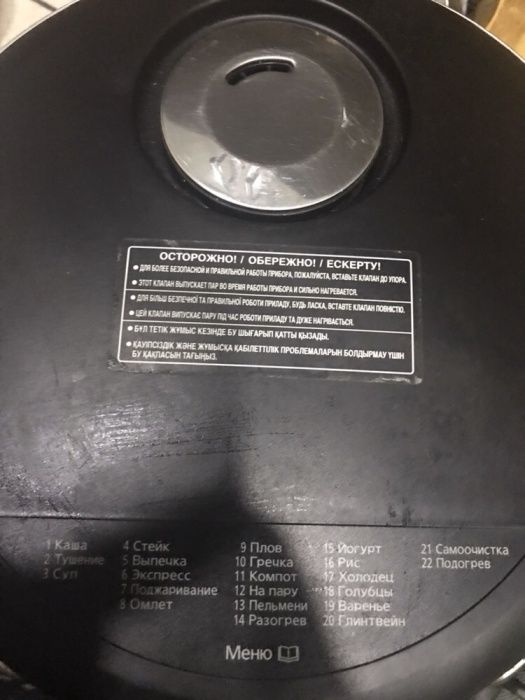 ОСТОРОЖНО! / ОБЕРЕЖНО! / ЕСКЕРТУ!
● ДЛЯ БОЛЕЕ БЕЗОПАСНОЙ И ПРАВИЛЬНОЙ РАБОТЫ ПРИБОРА, ПОЖАЛУЙСТА, ВСТАВЬТЕ КЛАПАН ДО УПОРА.
● ЭТОТ КЛАПАН ВЫПУСКАЕТ ПАР ВО ВРЕМЯ РАБОТЫ ПРИБОРА И СИЛЬНО НАГРЕВАЕТСЯ.
● ДЛЯ БІЛЬШ БЕЗПЕЧНОЇ ТА ПРАВИЛЬНОЇ РОБОТИ ПРИЛАДУ, БУДЬ ЛАСКА, ВСТАВТЕ КЛАПАН ПОВНІСТЮ.
● ЦЕЙ КЛАПАН ВИПУСКАЄ ПАР ПІД ЧАС РОБОТИ ПРИЛАДУ ТА ДУЖЕ НАГРІВАЄТЬСЯ.
● БҰЛ ТЕТІК ЖҰМЫС КЕЗІНДЕ БУ ШЫҒАРЫП ҚАТТЫ ҚЫЗАДЫ.
● ҚАУІПСІЗДІК ЖӘНЕ ЖҰМЫСҚА ҚАБІЛЕТТІЛІК ПРОБЛЕМАЛАРЫН БОЛДЫРМАУ ҮШІН
БУ ҚАҚПАСЫН ТАҒЫҢЫЗ.
1 Каша
2 Тушение
3 Суп
4 Стейк
5 Выпечка
6 Экспресс
7 Поджаривание
8 Омлет
9 Плов
10 Гречка
11 Компот
12 На пару
13 Пельмени
14 Разогрев
15 Йогурт
16 Рис
17 Холодец
18 Голубцы
19 Варенье
20 Глинтвейн
21 Самоочистка
22 Подогрев
Меню